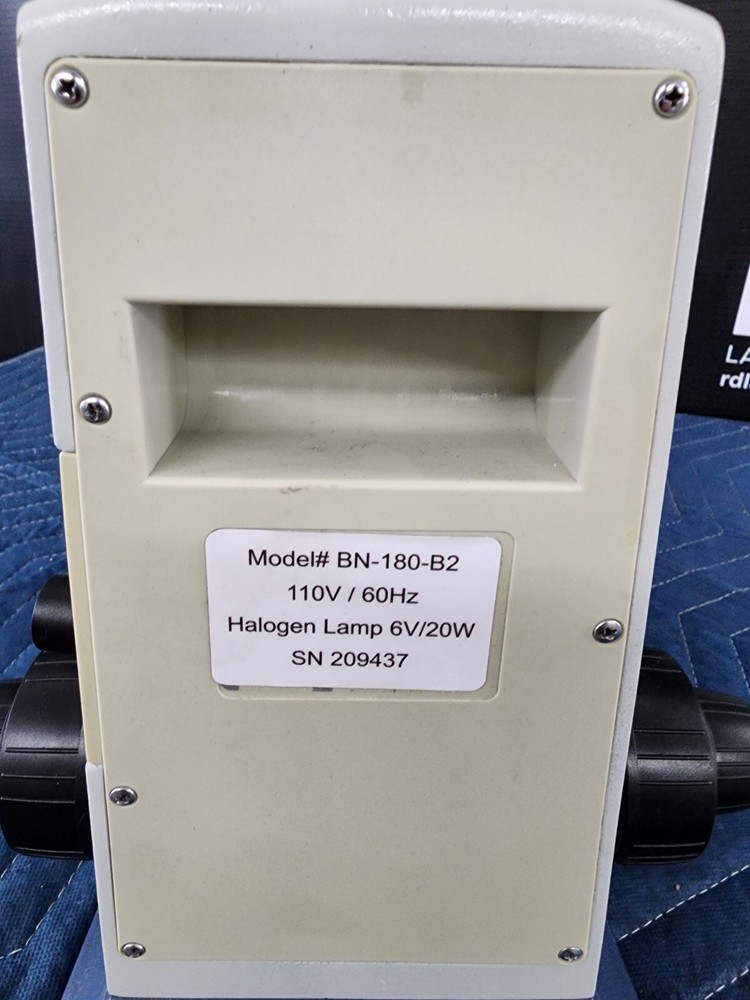 Model# BN-180-B2
110V / 60Hz
Halogen Lamp 6V/20W
SN 209437